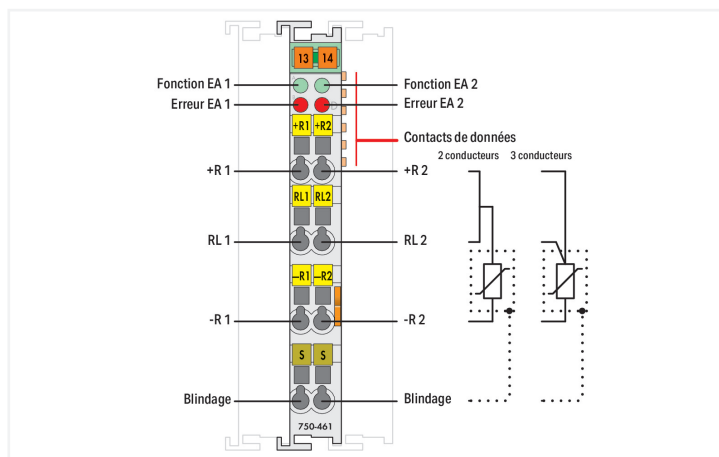 13 14
Fonction EA 1
Fonction EA 2
Erreur EA 1
Erreur EA 2
+R1 +R2
Contacts de données
2 conducteurs 3 conducteurs
+R 1
+R 2
RL1 RL2
RL 1
RL 2
–R1 –R2
-R 1
-R 2
S S
Blindage
Blindage
750-461